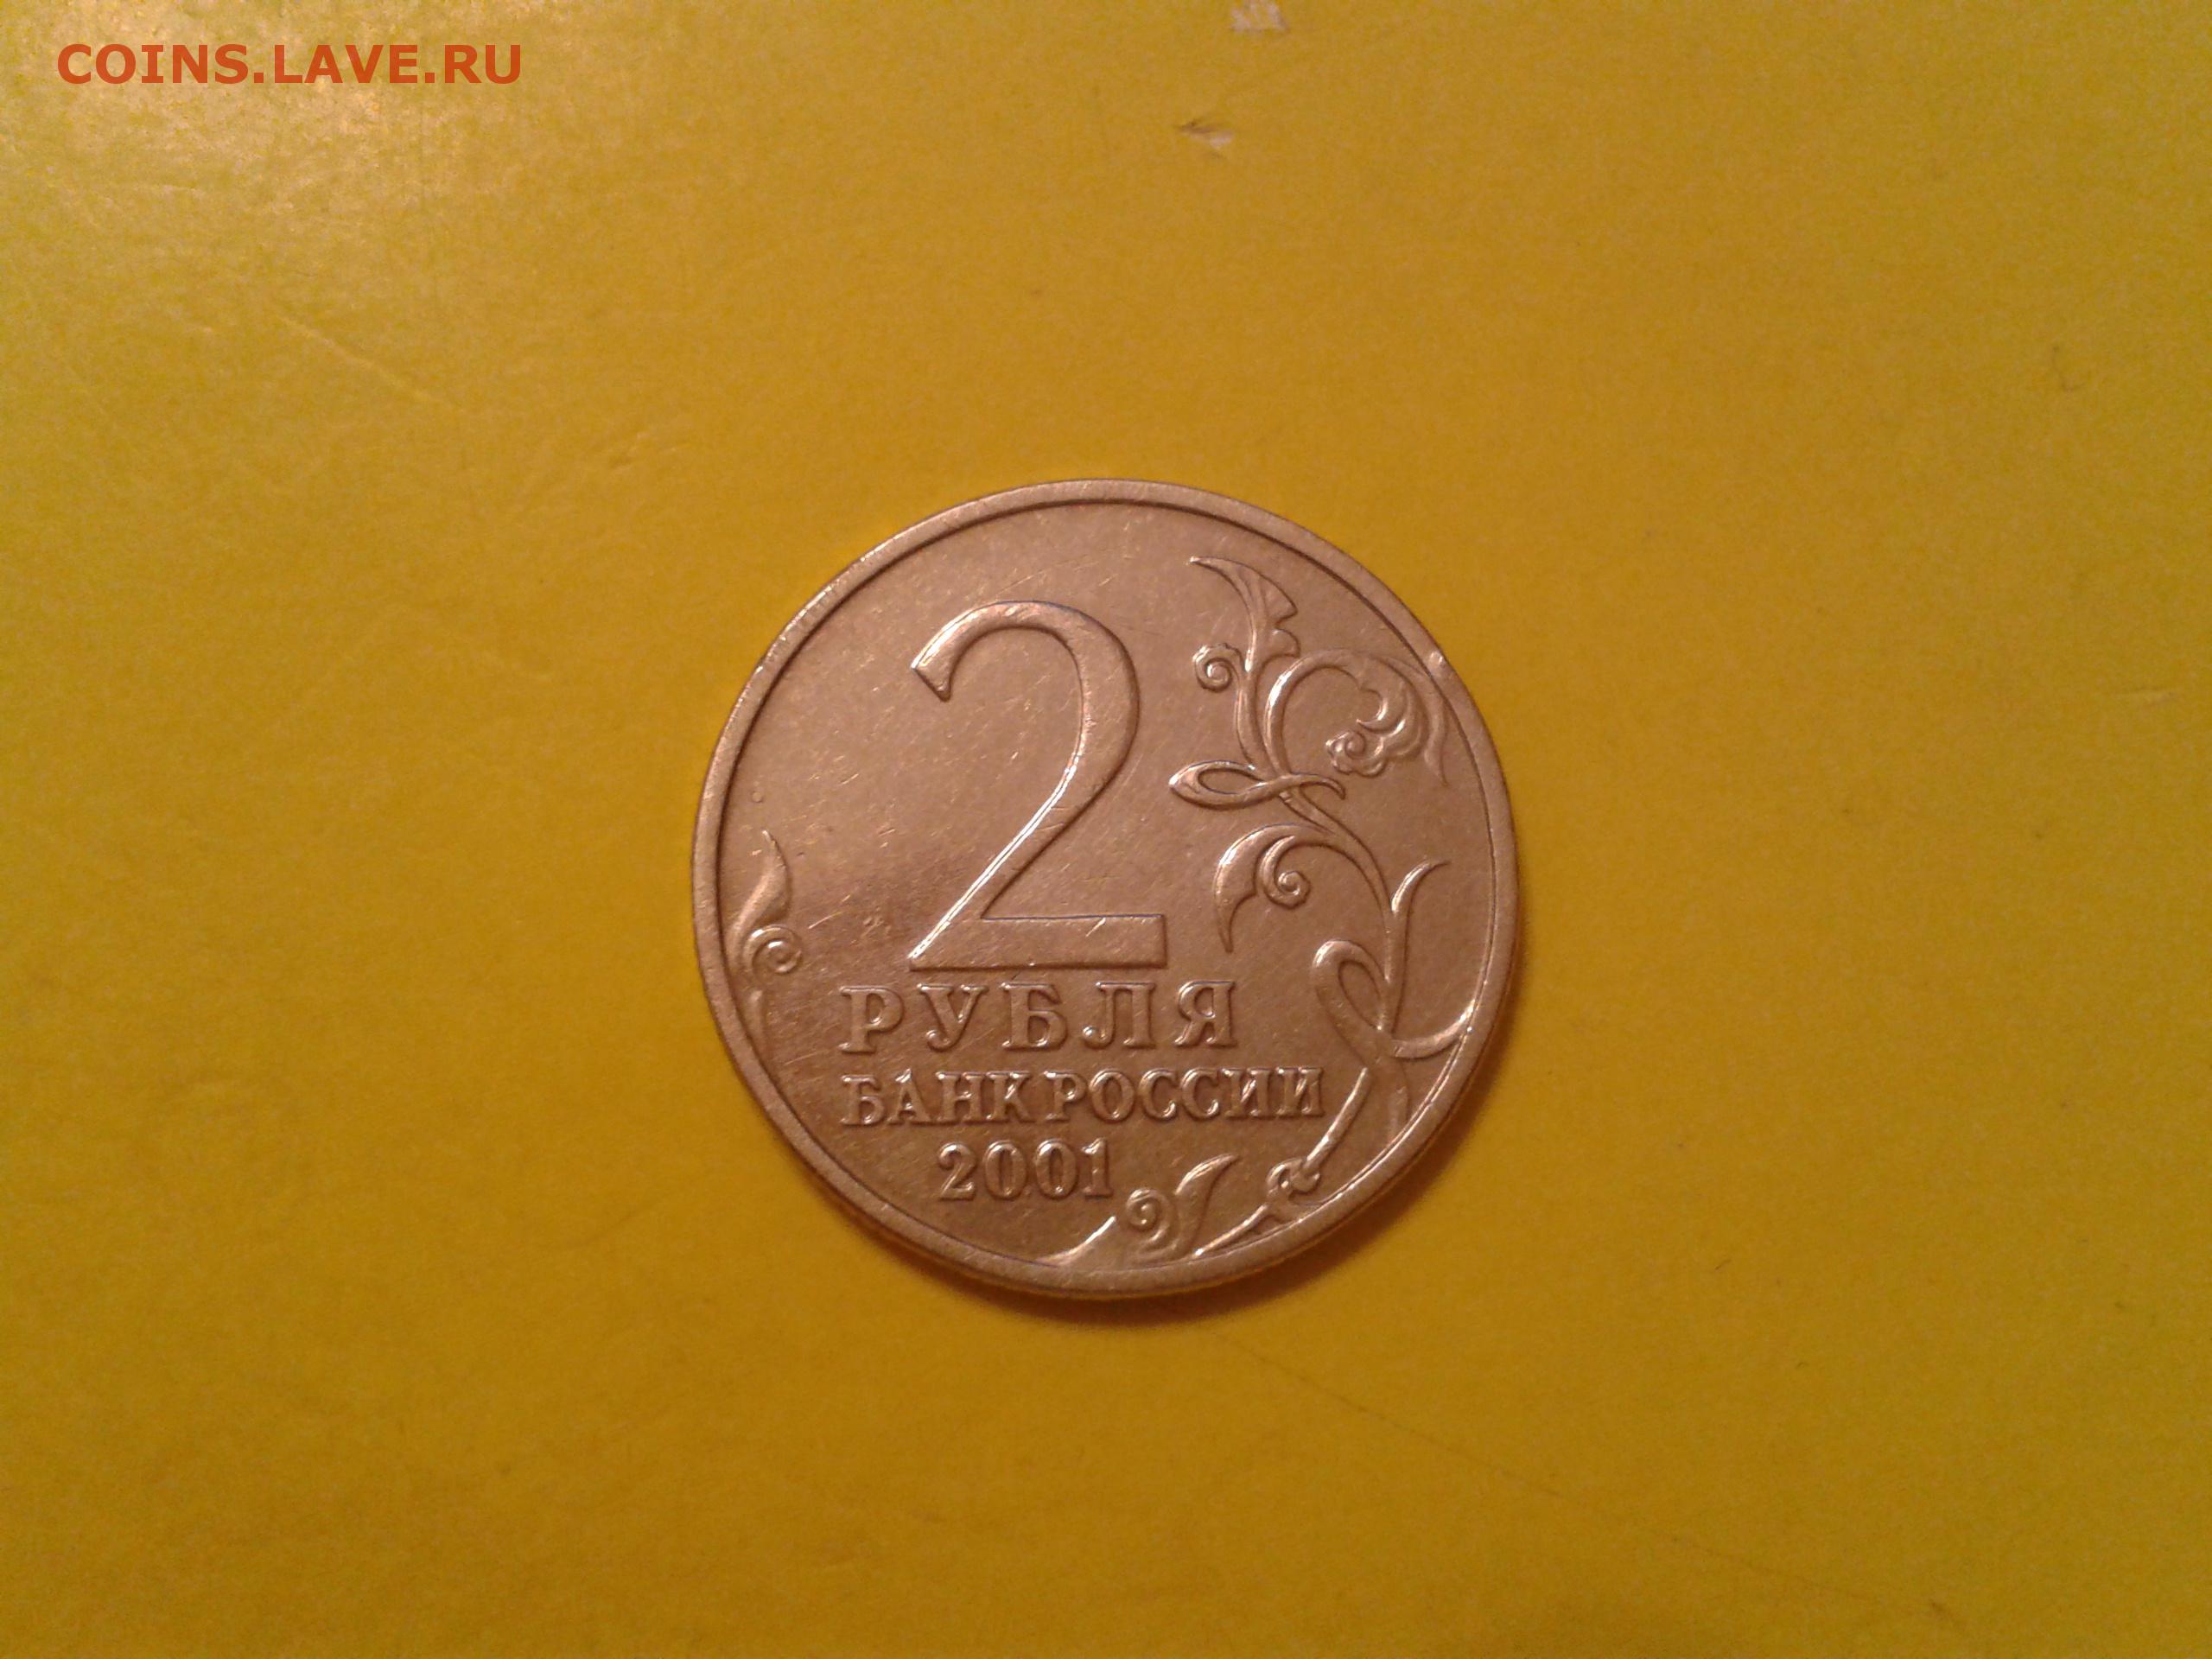 COINS.LAVE.RU
2
РУБЛЯ
БАНК РОССИИ
2001